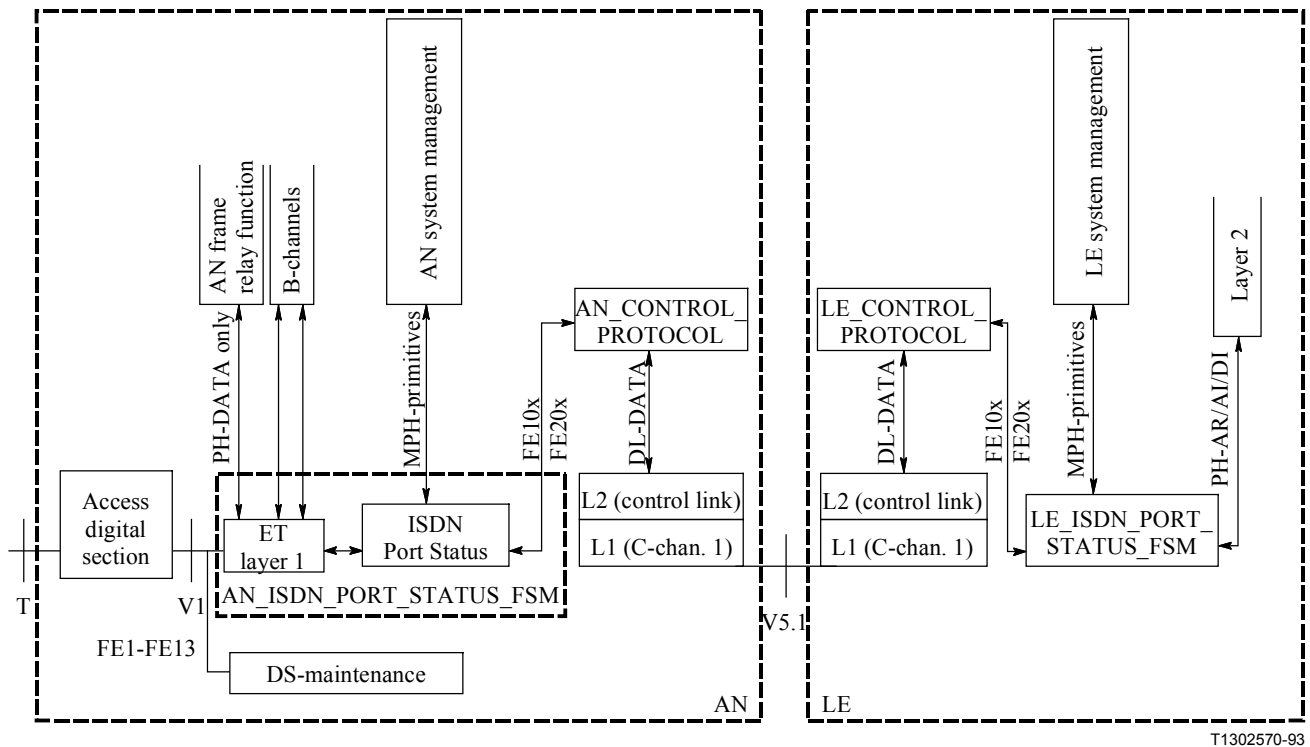 AN system management
LE system management
AN frame
relay function
B-channels
Layer 2
AN_CONTROL_
PROTOCOL
LE_CONTROL_
PROTOCOL
PH-DATA only
MPH-primitives
FE10x
FE20x
DL-DATA
DL-DATA
FE10x
FE20x
MPH-primitives
PH-AR/AI/DI
Access
digital
section
ET
layer 1
ISDN
Port Status
L2 (control link)
L1 (C-chan. 1)
L2 (control link)
L1 (C-chan. 1)
LE_ISDN_PORT_
STATUS_FSM
AN_ISDN_PORT_STATUS_FSM
T
V1
V5.1
FE1-FE13
DS-maintenance
AN
LE
T1302570-93